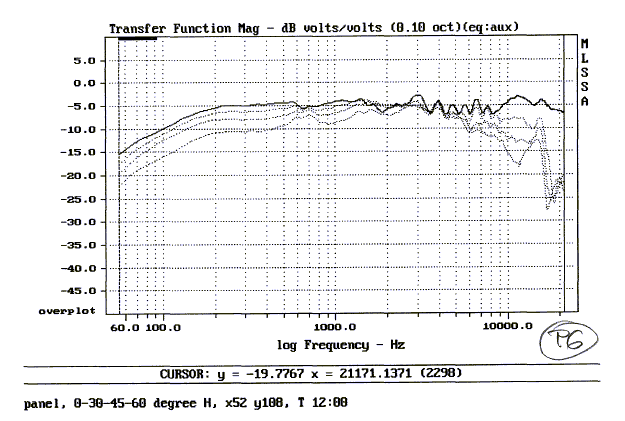 Transfer Function Mag - dB volts/volts (0.10 oct)(eq:aux)
MLSSA
5.0
0.0
-5.0
-10.0
-15.0
-20.0
-25.0
-30.0
-35.0
-40.0
-45.0
overplot
60.0 100.0 1000.0 10000.0
log Frequency - Hz
P6
CURSOR: y = -19.7767 x = 21171.1371 (2298)
panel, 0-30-45-60 degree H, x52 y108, T 12:00